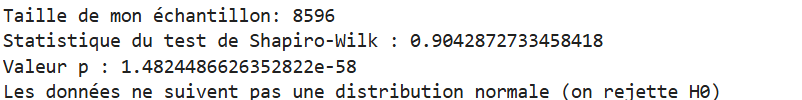 Taille de mon échantillon: 8596
Statistique du test de Shapiro-Wilk : 0.9042872733458418
Valeur p : 1.4824486626352822e-58
Les données ne suivent pas une distribution normale (on rejette H0)